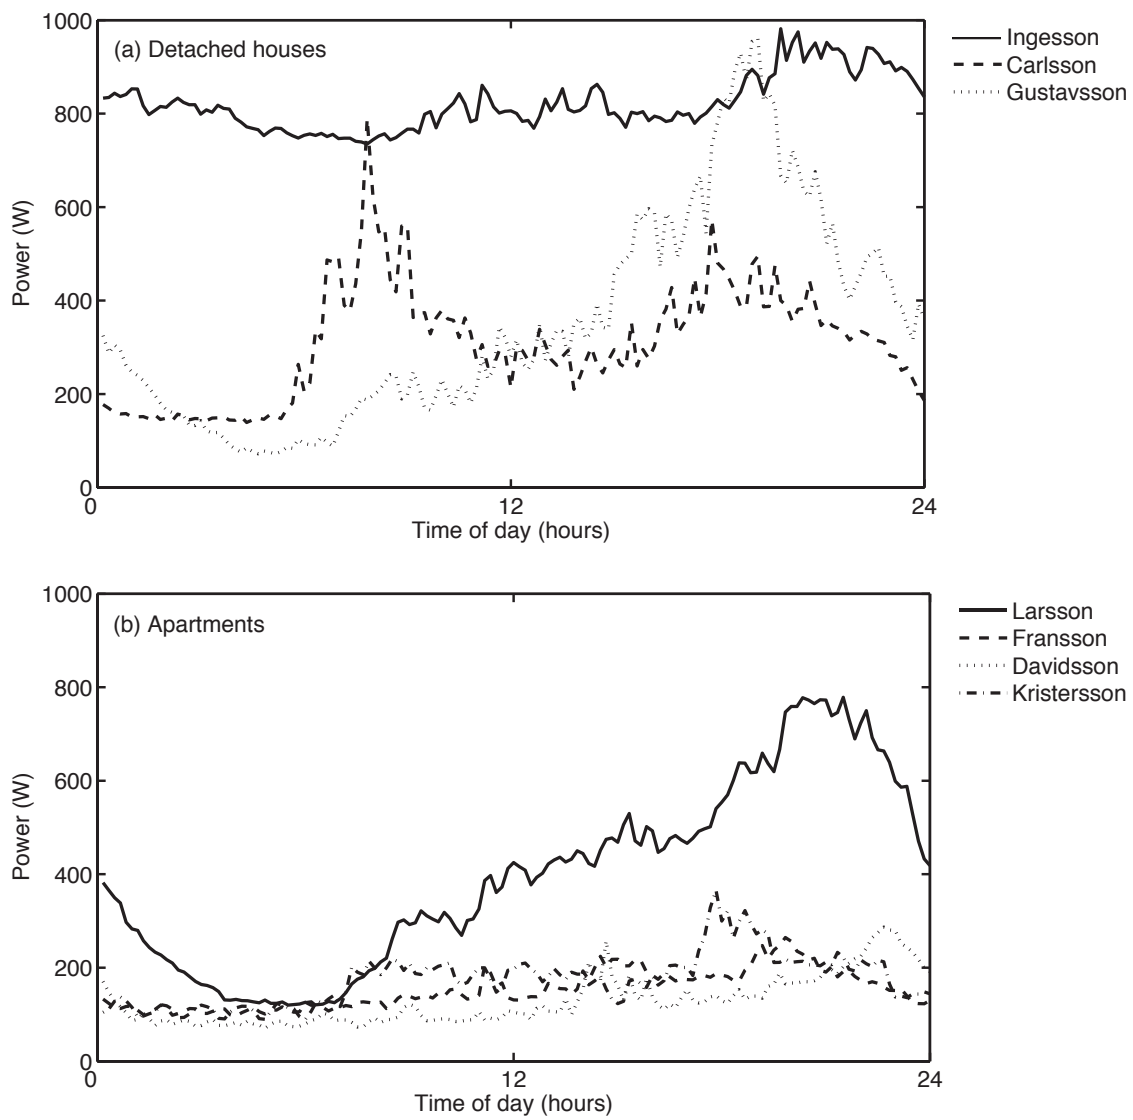 (a) Detached houses
Ingesson
Carlsson
Gustavsson
1000
800
600
400
200
0
Power (W)
0 12 24
Time of day (hours)
(b) Apartments
Larsson
Fransson
Davidsson
Kristersson
1000
800
600
400
200
0
Power (W)
0 12 24
Time of day (hours)